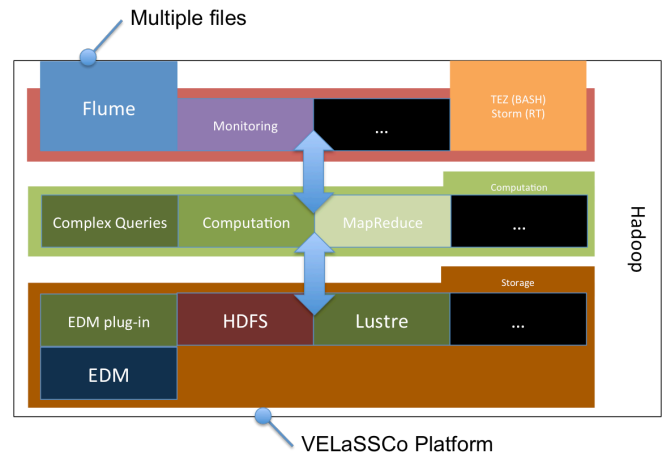 Multiple files
Flume
Monitoring
...
TEZ (BASH)
Storm (RT)
Computation
Complex Queries
Computation
MapReduce
...
Hadoop
Storage
EDM plug-in
HDFS
Lustre
...
EDM
VELaSSCo Platform